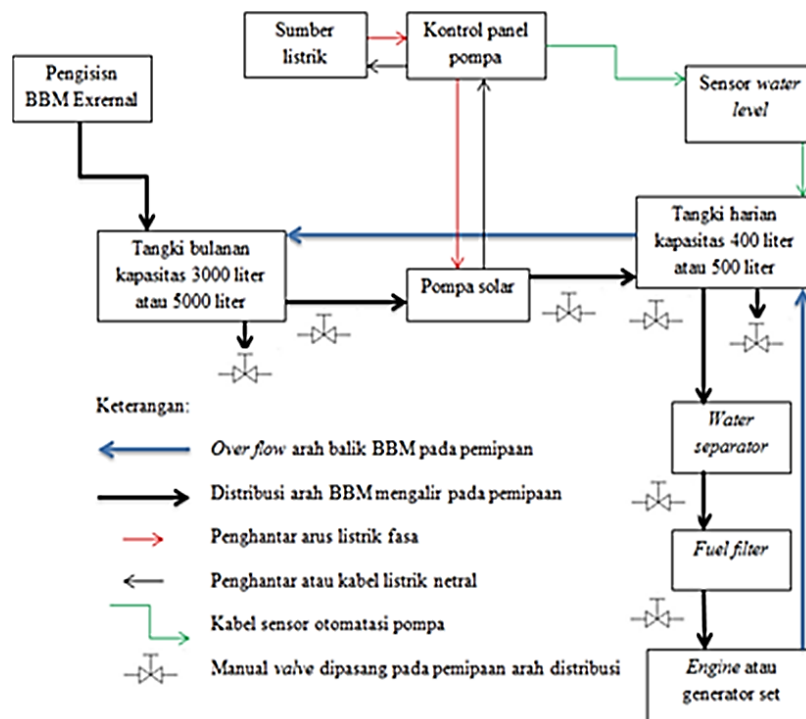 Sumber
listrik
Kontrol panel
pompa
Pengisisn
BBM Exrernal
Sensor water
level
Tangki bulanan
kapasitas 3000 liter
atau 5000 liter
Pompa solar
Tangki harian
kapasitas 400 liter
atau 500 liter
Keterangan:
Over flow arah balik BBM pada pemipaan
Distribusi arah BBM mengalir pada pemipaan
Penghantar arus listrik fasa
Penghantar atau kabel listrik netral
Kabel sensor otomatasi pompa
Manual valve dipasang pada pemipaan arah distribusi
Water
separator
Fuel filter
Engine atau
generator set